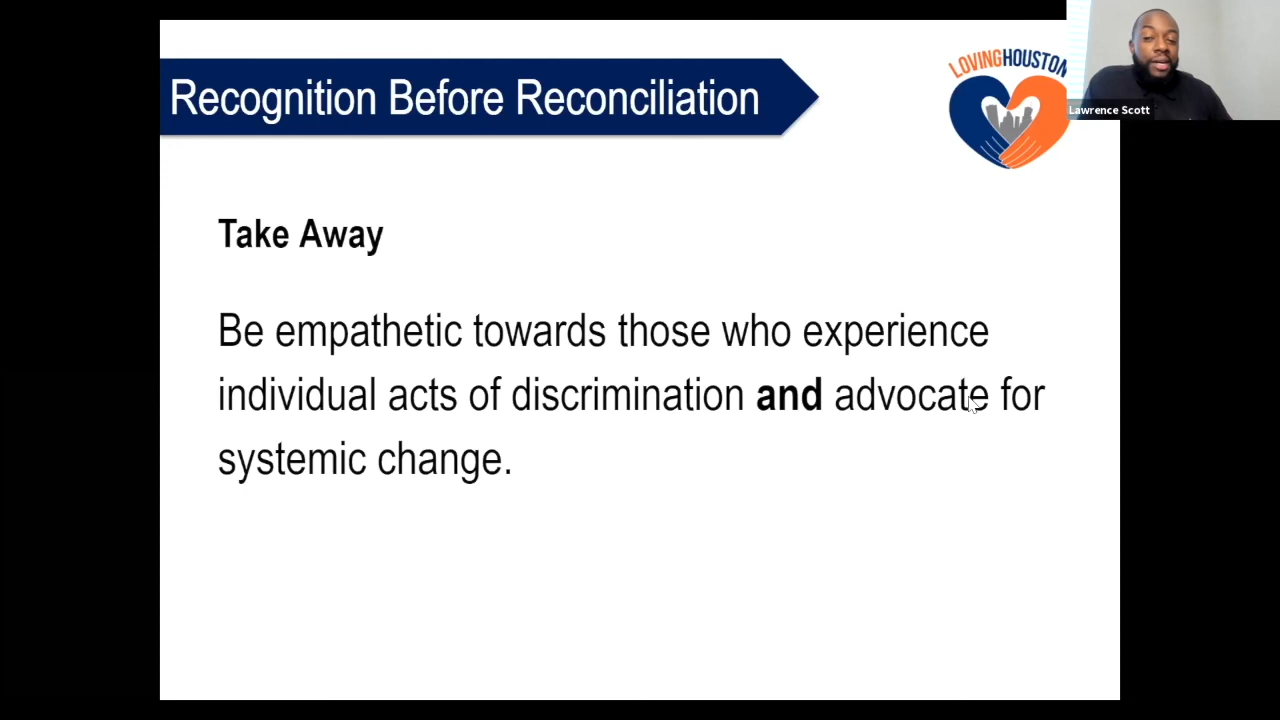 Recognition Before Reconciliation
LOVINGHOUSTON
Lawrence Scott
Take Away
Be empathetic towards those who experience
individual acts of discrimination and advocate for
systemic change.